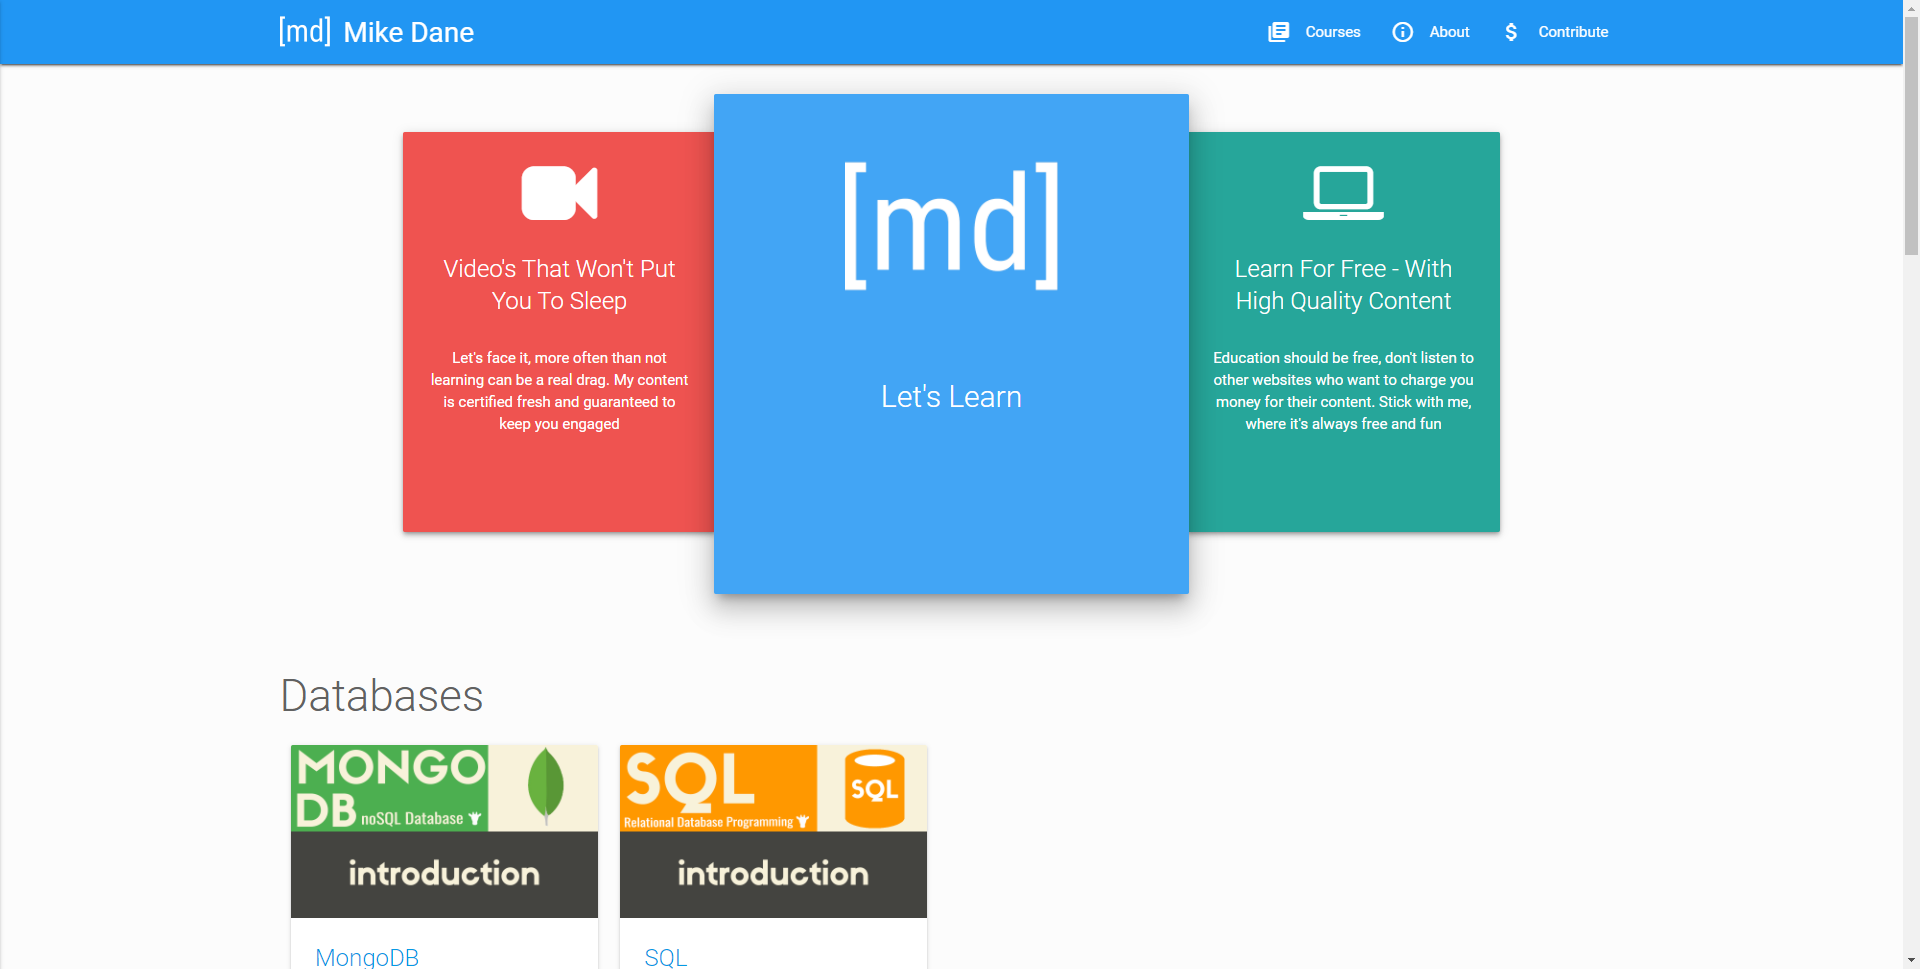 [md] Mike Dane
Courses
About
Contribute
Video's That Won't Put
You To Sleep
Let's face it, more often than not
learning can be a real drag. My content
is certified fresh and guaranteed to
keep you engaged
[md]
Let's Learn
Learn For Free - With
High Quality Content
Education should be free, don't listen to
other websites who want to charge you
money for their content. Stick with me,
where it's always free and fun
Databases
MONGO
DB noSQL Database
introduction
MongoDB
SQL
Relational Database Programming
SQL
introduction
SQL